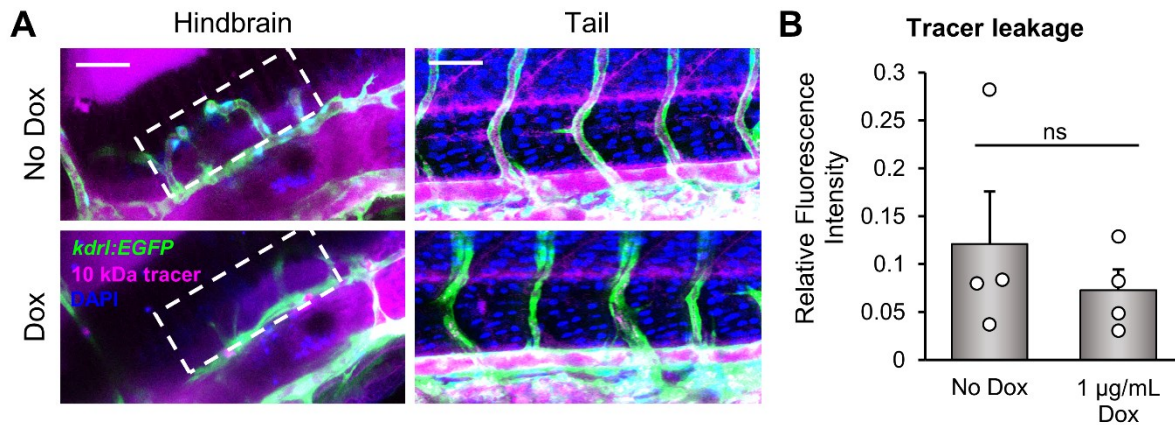 A
Hindbrain
Tail
No Dox
kdrl:EGFP
10 kDa tracer
DAPI
Dox
B
Tracer leakage
Relative Fluorescence
Intensity
0.3
0.25
0.2
0.15
0.1
0.05
0
ns
No Dox
1 µg/mL
Dox